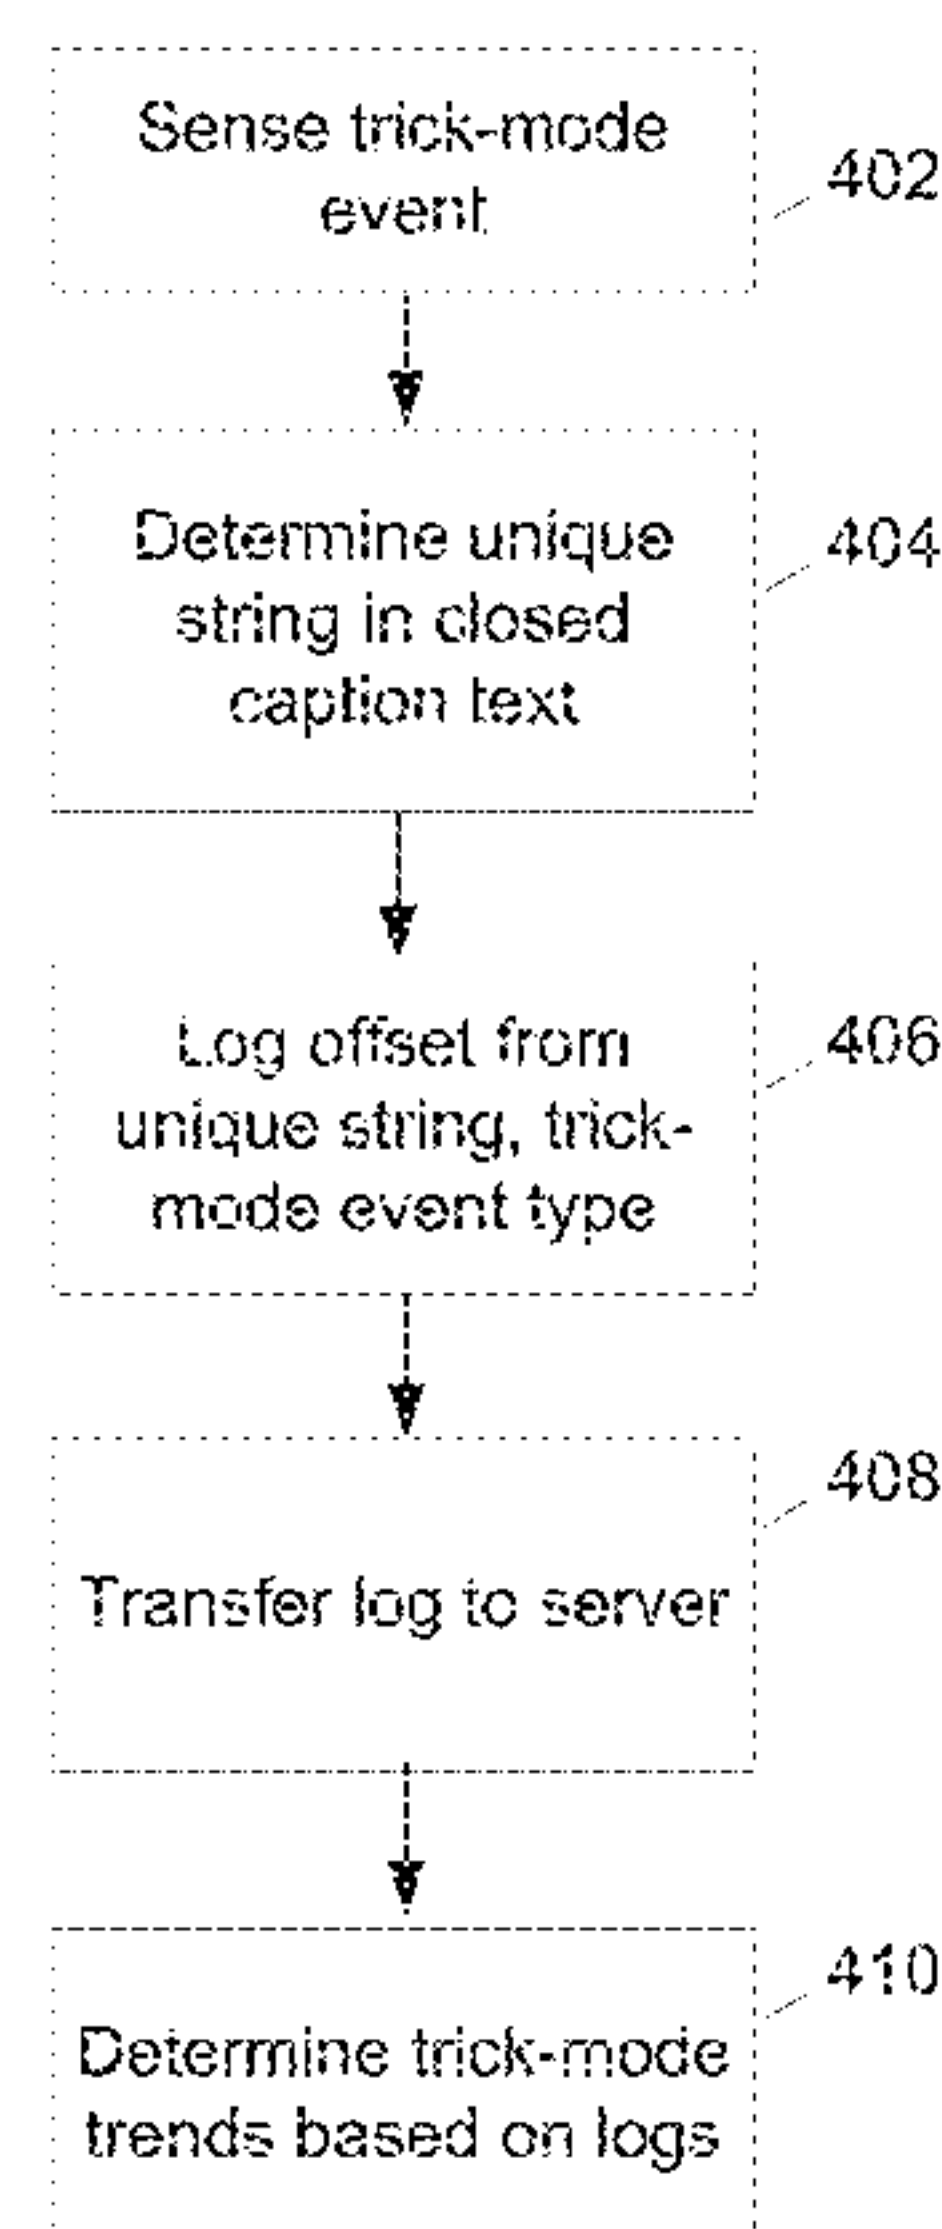 Sense trick-mode
event
402
Determine unique
string in closed
caption text
404
Log offset from
unique string, trick-
mode event type
406
Transfer log to server
408
Determine trick-mode
trends based on logs
410